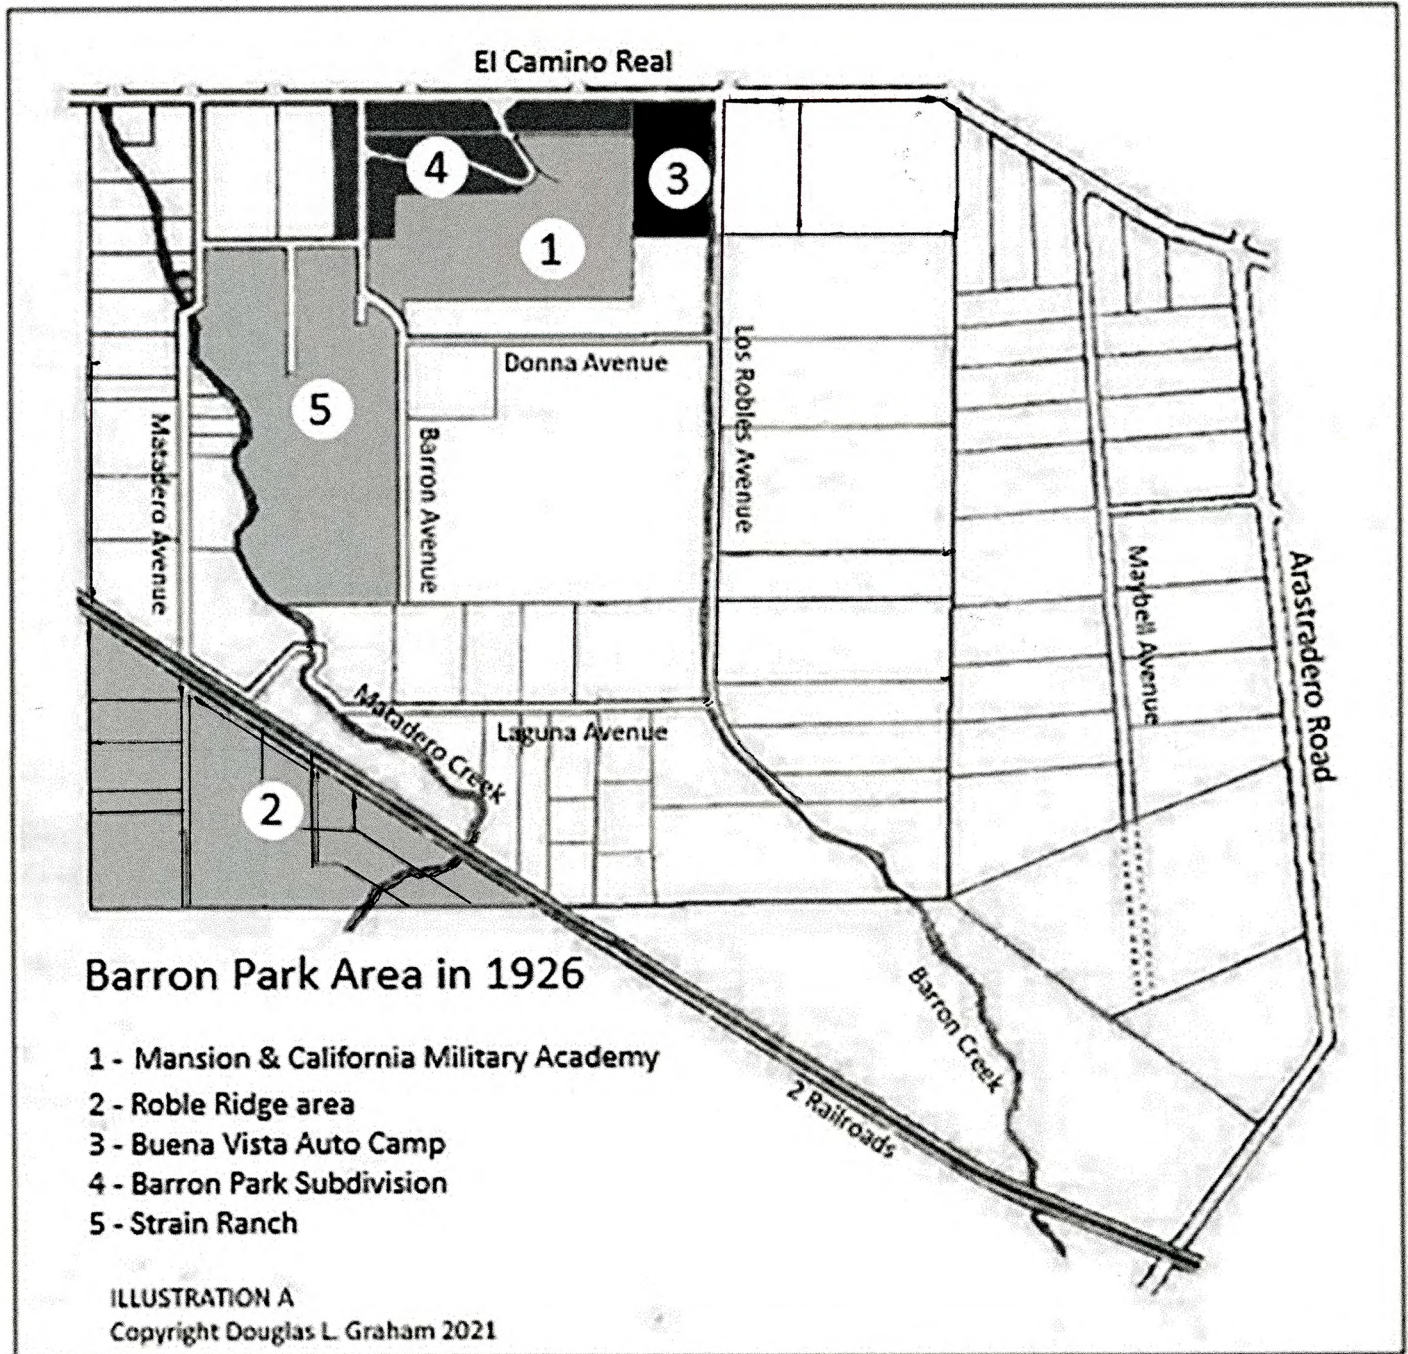 El Camino Real
4
3
1
Donna Avenue
Los Robles Avenue
5
Matadero Avenue
Barron Avenue
Maybell Avenue
Arastradero Road
Matadero Creek
Laguna Avenue
2
Barron Creek
2 Railroads
Barron Park Area in 1926
1 - Mansion & California Military Academy
2 - Roble Ridge area
3 - Buena Vista Auto Camp
4 - Barron Park Subdivision
5 - Strain Ranch
ILLUSTRATION A
Copyright Douglas L. Graham 2021